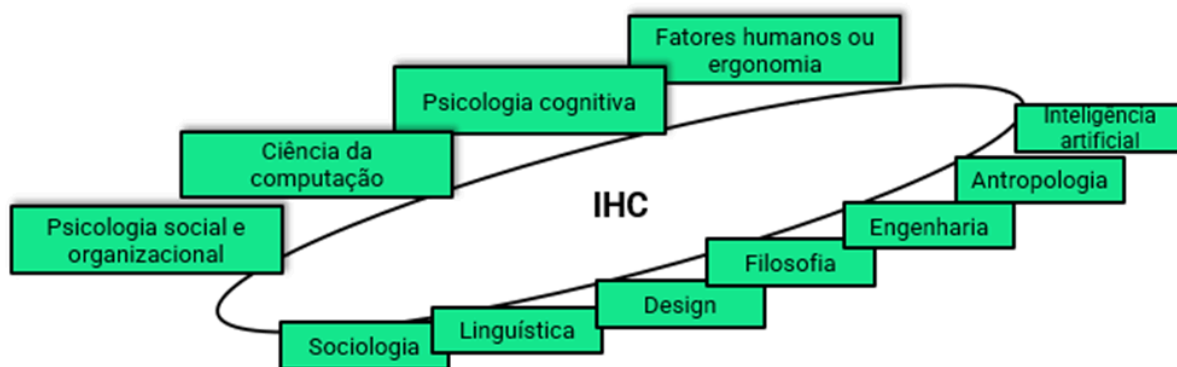 Fatores humanos ou
ergonomia
Psicologia cognitiva
Inteligência
artificial
Ciência da
computação
Antropologia
IHC
Psicologia social e
organizacional
Engenharia
Filosofia
Design
Linguística
Sociologia